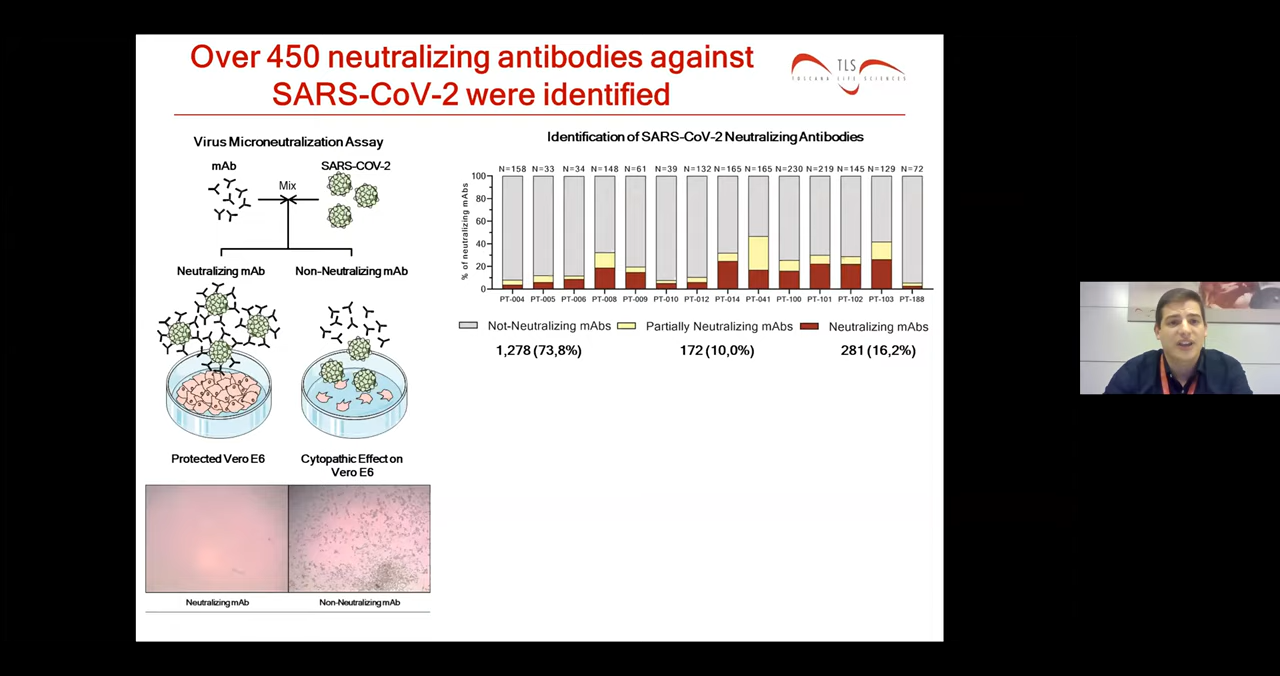 Over 450 neutralizing antibodies against
SARS-CoV-2 were identified
TLS
TOSCANA LIFE SCIENCES
Virus Microneutralization Assay
mAb
SARS-COV-2
Mix
Neutralizing mAb
Non-Neutralizing mAb
Protected Vero E6
Cytopathic Effect on
Vero E6
Neutralizing mAb
Non-Neutralizing mAb
Identification of SARS-CoV-2 Neutralizing Antibodies
N=158 N=33 N=34 N=148 N=61 N=39 N=132 N=165 N=165 N=230 N=219 N=145 N=129 N=72
% of neutralizing mAbs
100
80
60
40
20
0
PT-004 PT-005 PT-006 PT-008 PT-009 PT-010 PT-012 PT-014 PT-041 PT-100 PT-101 PT-102 PT-103 PT-188
Not-Neutralizing mAbs Partially Neutralizing mAbs Neutralizing mAbs
1,278 (73,8%) 172 (10,0%) 281 (16,2%)